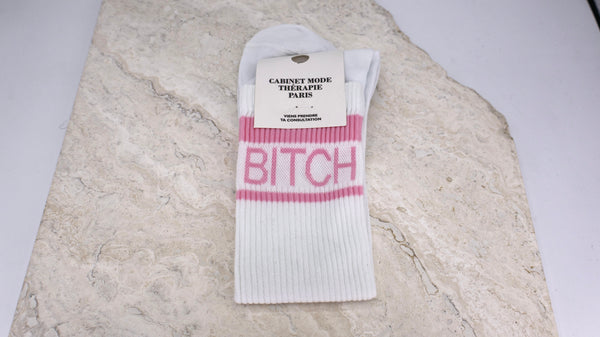 CABINET MODE
THÉRAPIE
PARIS
VIENS PRENDRE
TA CONSULTATION
BITCH